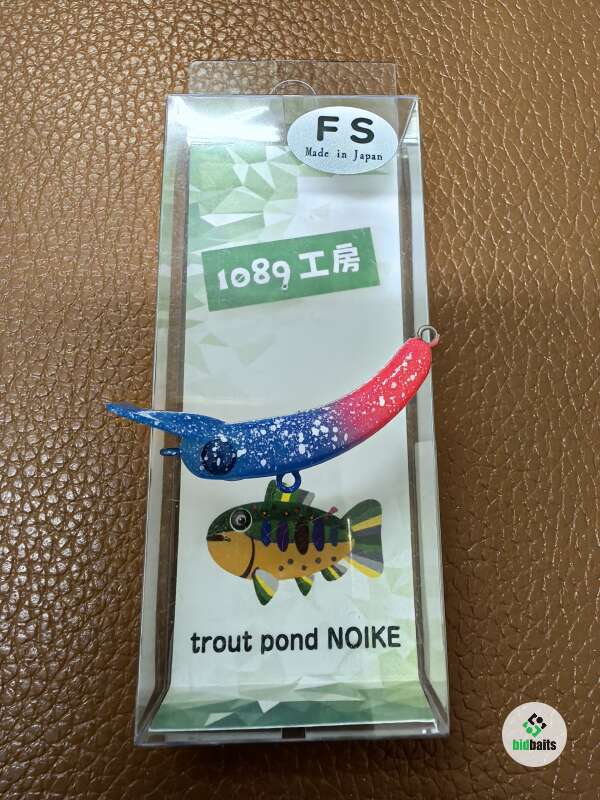 FS
Made in Japan
1089工房
trout pond NOIKE
bidbaits